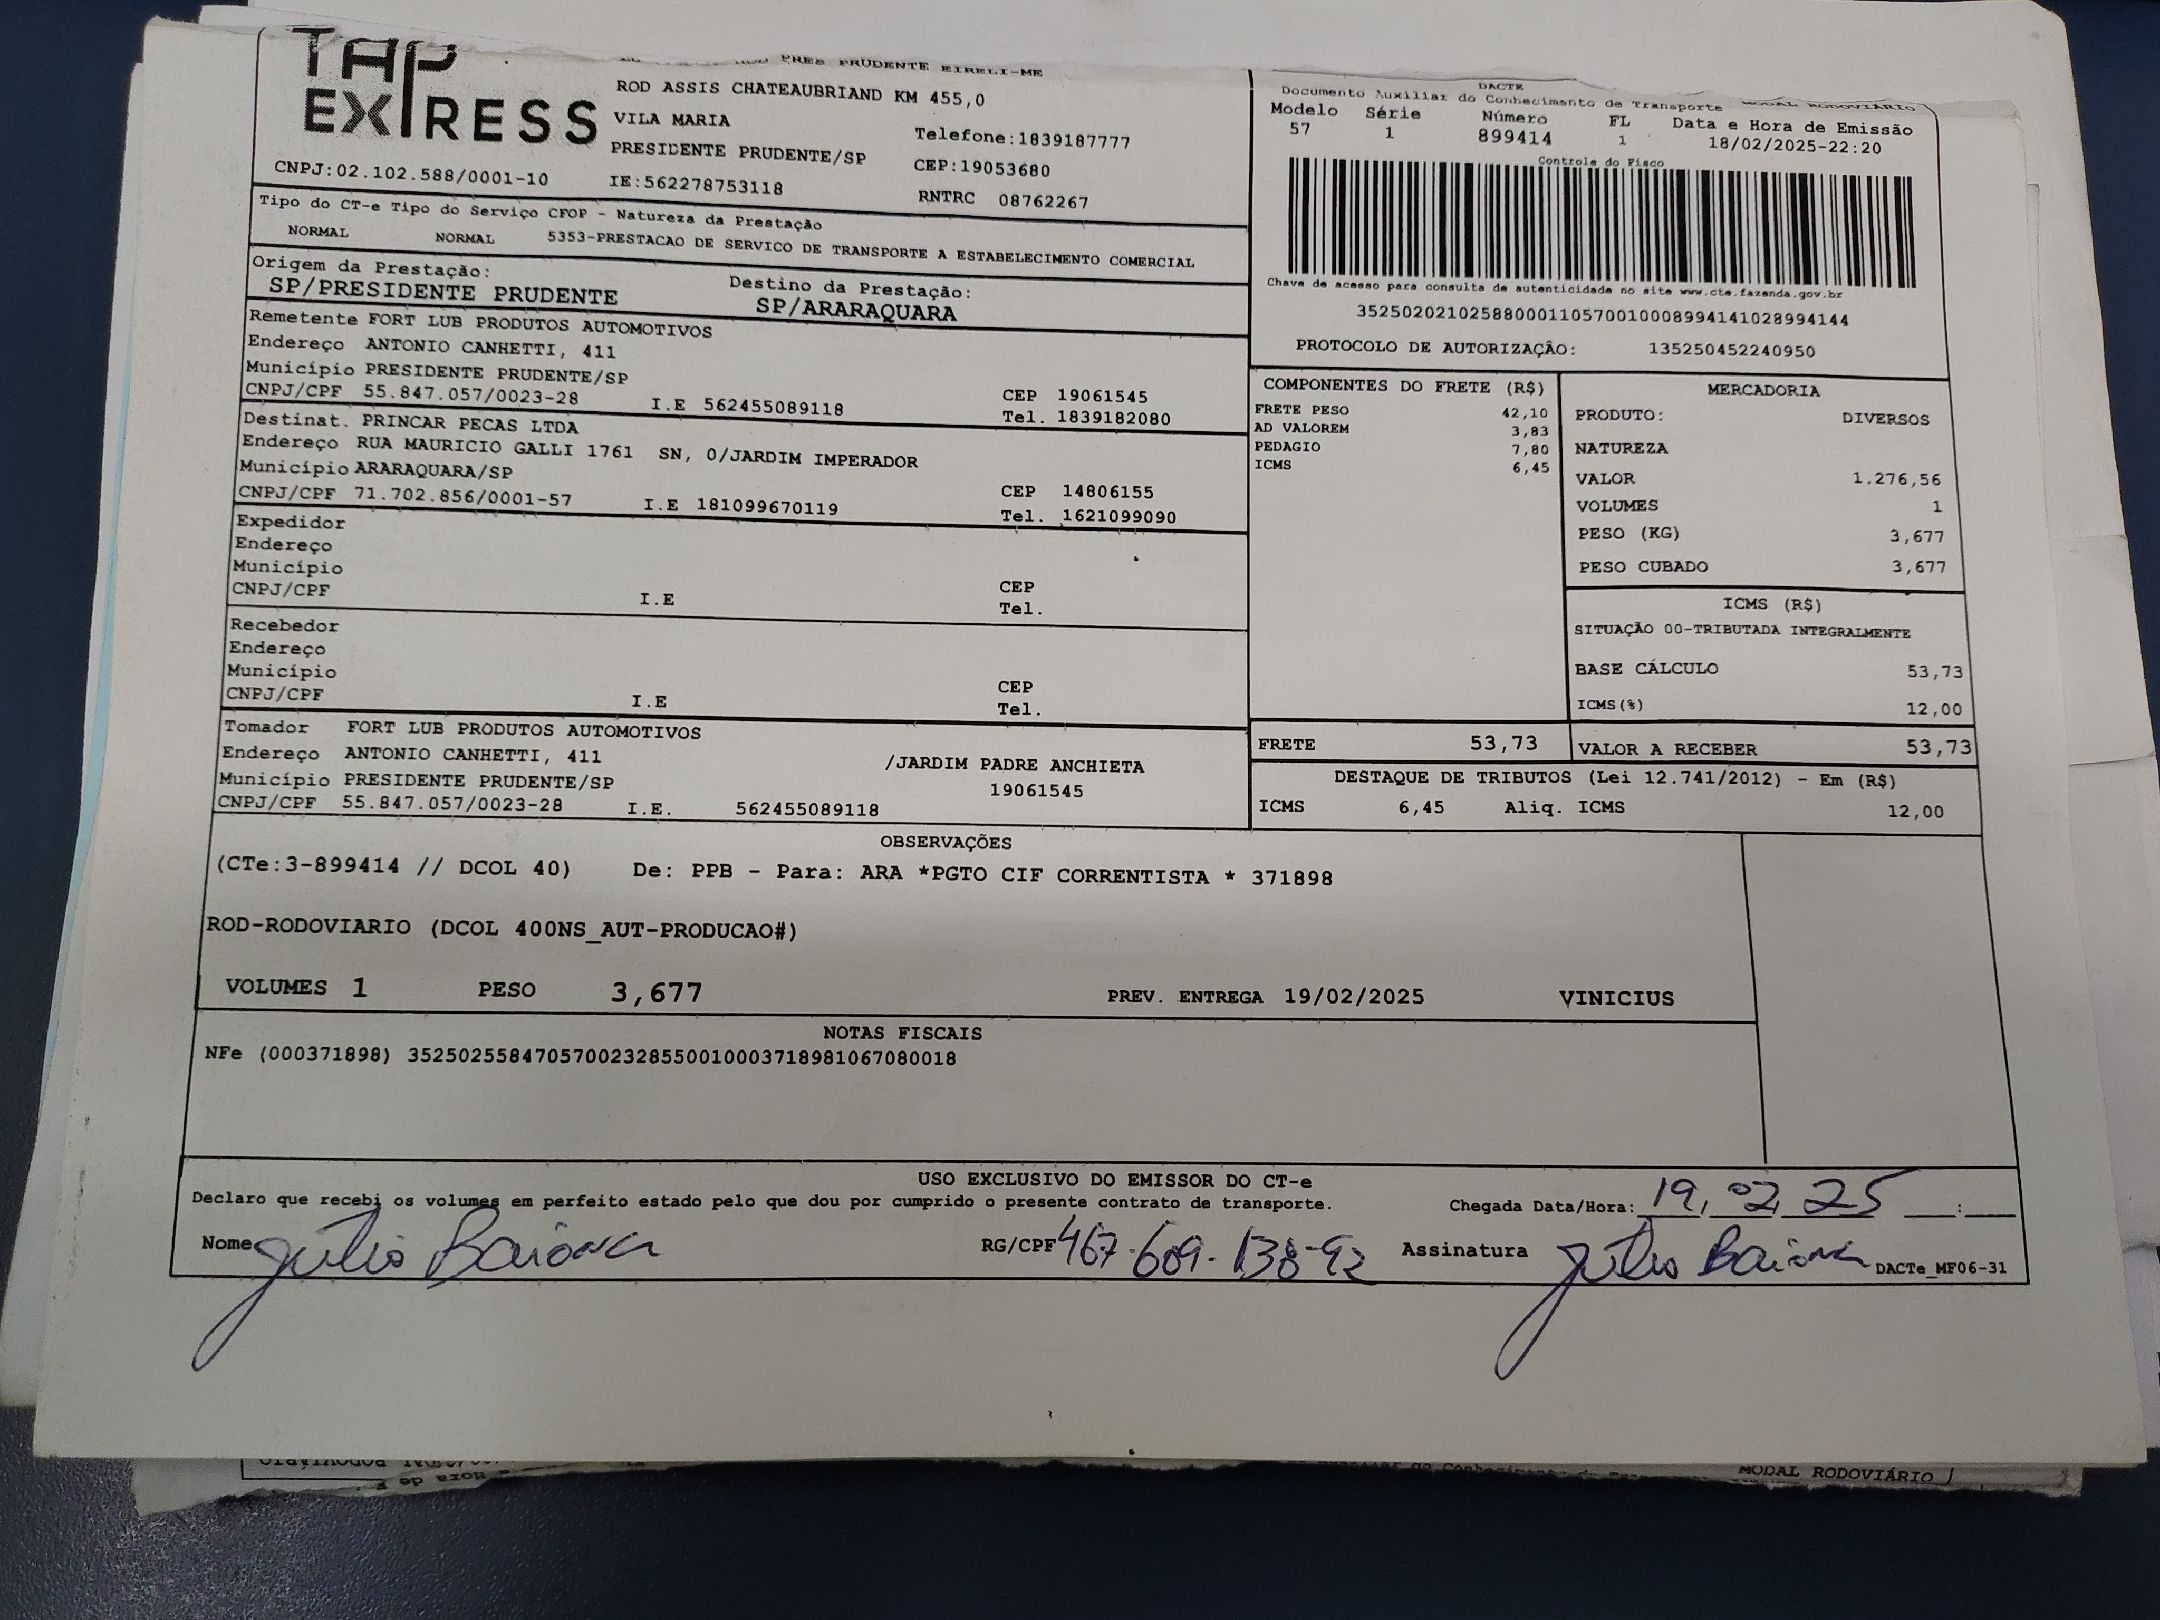 TAP
EXPRESS
PRES PRUDENTE EIRELI-ME
ROD ASSIS CHATEAUBRIAND KM 455,0
VILA MARIA
Telefone:1839187777
PRESIDENTE PRUDENTE/SP
CEP:19053680
CNPJ:02.102.588/0001-10
IE:562278753118
RNTRC 08762267
DACTE
Documento Auxiliar do Conhecimento de Transporte MODAL RODOVIÁRIO
Modelo Série Número FL Data e Hora de Emissão
57 1 899414 1 18/02/2025-22:20
Controle do Fisco
Chave de acesso para consulta de autenticidade no site www.cte.fazenda.gov.br
35250202102588000110570010008994141028994144
PROTOCOLO DE AUTORIZAÇÂO: 135250452240950
Tipo do CT-e Tipo do Serviço CFOP - Natureza da Prestação
NORMAL NORMAL 5353-PRESTACAO DE SERVICO DE TRANSPORTE A ESTABELECIMENTO COMERCIAL
Origem da Prestação: Destino da Prestação:
SP/PRESIDENTE PRUDENTE SP/ARARAQUARA
Remetente FORT LUB PRODUTOS AUTOMOTIVOS
Endereço ANTONIO CANHETTI, 411
Município PRESIDENTE PRUDENTE/SP CEP 19061545
CNPJ/CPF 55.847.057/0023-28 I.E 562455089118 Tel. 1839182080
Destinat. PRINCAR PECAS LTDA
Endereço RUA MAURICIO GALLI 1761 SN, 0/JARDIM IMPERADOR
Município ARARAQUARA/SP CEP 14806155
CNPJ/CPF 71.702.856/0001-57 I.E 181099670119 Tel. 1621099090
Expedidor
Endereço
Município CEP
CNPJ/CPF I.E Tel.
Recebedor
Endereço
Município CEP
CNPJ/CPF I.E Tel.
Tomador FORT LUB PRODUTOS AUTOMOTIVOS
Endereço ANTONIO CANHETTI, 411 /JARDIM PADRE ANCHIETA
Município PRESIDENTE PRUDENTE/SP 19061545
CNPJ/CPF 55.847.057/0023-28 I.E. 562455089118
COMPONENTES DO FRETE (R$)
FRETE PESO 42,10
AD VALOREM 3,83
PEDAGIO 7,80
ICMS 6,45
MERCADORIA
PRODUTO: DIVERSOS
NATUREZA
VALOR 1.276,56
VOLUMES 1
PESO (KG) 3,677
PESO CUBADO 3,677
ICMS (R$)
SITUAÇÃO 00-TRIBUTADA INTEGRALMENTE
BASE CÁLCULO 53,73
ICMS(%) 12,00
FRETE 53,73 VALOR A RECEBER 53,73
DESTAQUE DE TRIBUTOS (Lei 12.741/2012) - Em (R$)
ICMS 6,45 Aliq. ICMS 12,00
OBSERVAÇÕES
(CTe:3-899414 // DCOL 40) De: PPB - Para: ARA *PGTO CIF CORRENTISTA * 371898
ROD-RODOVIARIO (DCOL 400NS_AUT-PRODUCAO#)
VOLUMES 1 PESO 3,677 PREV. ENTREGA 19/02/2025 VINICIUS
NOTAS FISCAIS
NFe (000371898) 35250255847057002328550010003718981067080018
USO EXCLUSIVO DO EMISSOR DO CT-e
Declaro que recebi os volumes em perfeito estado pelo que dou por cumprido o presente contrato de transporte.
Chegada Data/Hora: 19, 02, 25 :
Nome Júlio Baiona RG/CPF 467.609.138-92 Assinatura Júlio Baiona
DACTe_MF06-31
MODAL RODOVIÁRIO